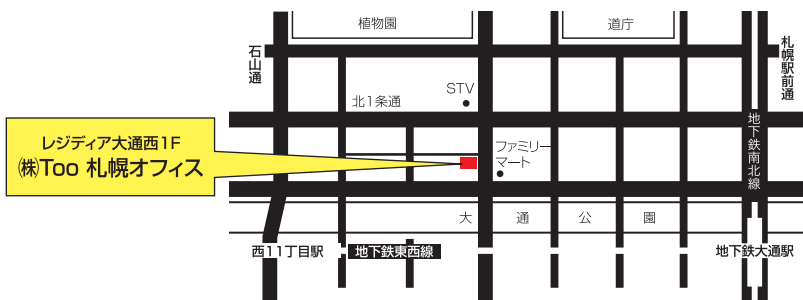 植物園
道庁
石山通
札幌駅前通
STV
北1条通
レジディア大通西1F
㈱Too 札幌オフィス
ファミリー
マート
地下鉄南北線
大通公園
西11丁目駅
地下鉄東西線
地下鉄大通駅